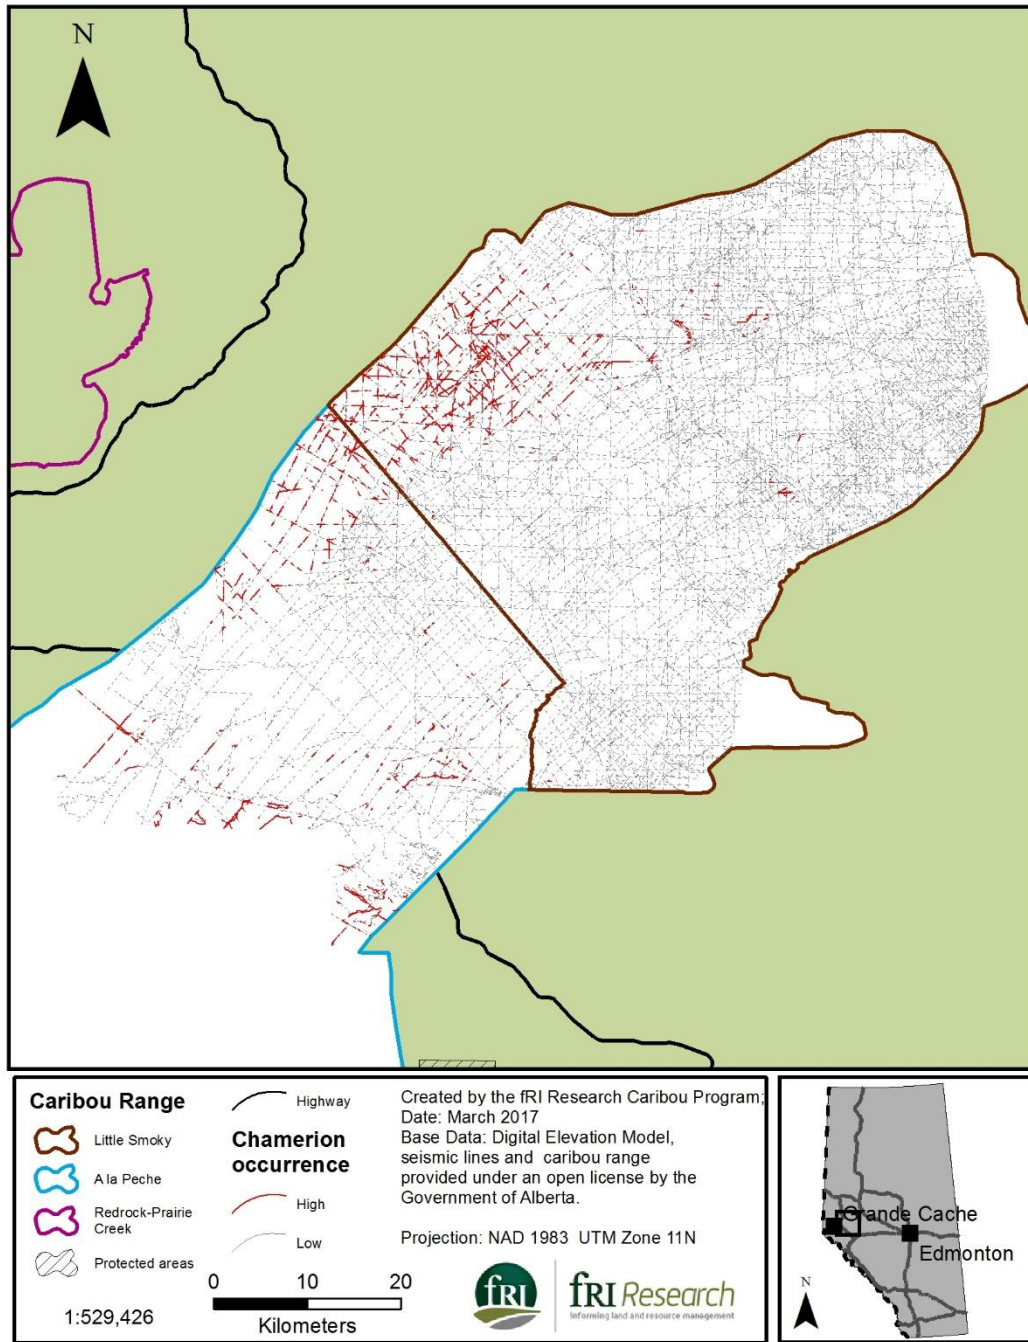 N
Caribou Range
Little Smoky
A la Peche
Redrock-Prairie
Creek
Protected areas
1:529,426
Highway
Chamerion
occurrence
High
Low
0 10 20
Kilometers
Created by the fRI Research Caribou Program;
Date: March 2017
Base Data: Digital Elevation Model,
seismic lines and caribou range
provided under an open license by the
Government of Alberta.
Projection: NAD 1983 UTM Zone 11N
fRI
fRI Research
Informing land and resource management
Grande Cache
Edmonton
N